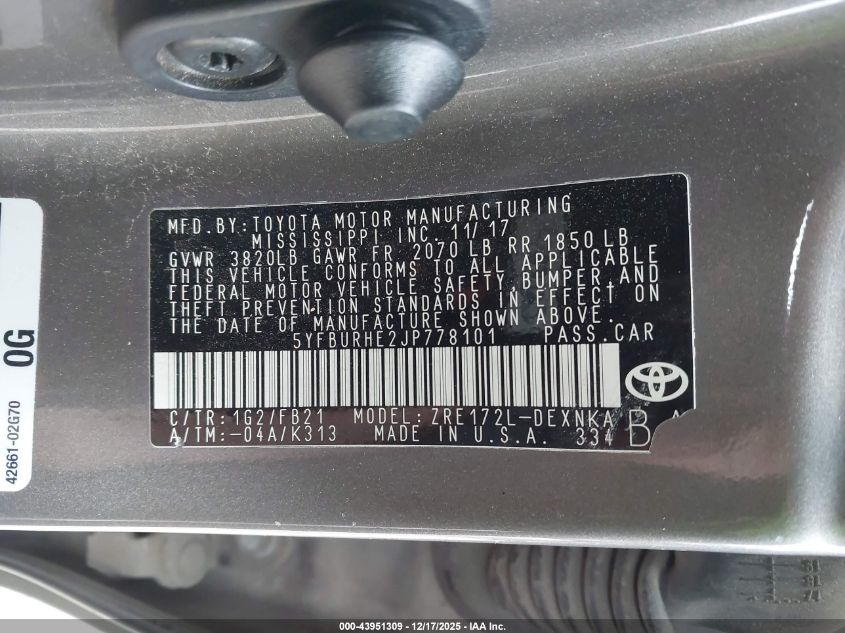 MFD. BY: TOYOTA MOTOR MANUFACTURING
MISSISSIPPI INC. 11/17
GVWR 3820LB GAWR FR 2070 LB RR 1850 LB
THIS VEHICLE CONFORMS TO ALL APPLICABLE
FEDERAL MOTOR VEHICLE SAFETY, BUMPER, AND
THEFT PREVENTION STANDARDS IN EFFECT ON
THE DATE OF MANUFACTURE SHOWN ABOVE.
5YFBURHE2JP778101 PASS. CAR
C/TR: 1G2/FB21 MODEL: ZRE172L-DEXNKA
A/TM: -04A/K313 MADE IN U.S.A. 334 B
0G
42661-02G70
000-43951309 - 12/17/2025 - IAA Inc.